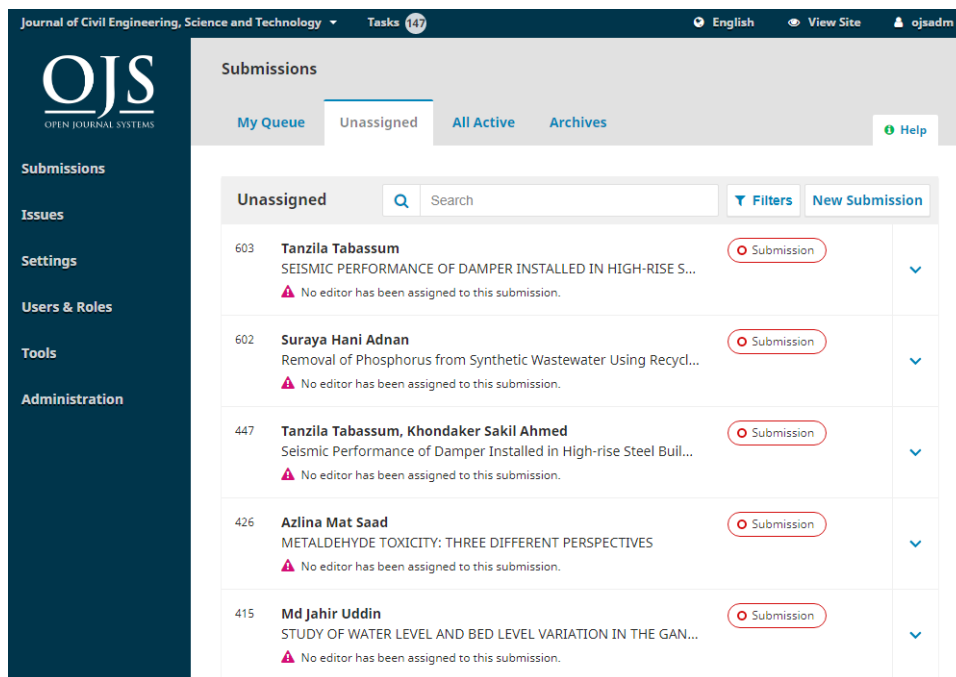 Journal of Civil Engineering, Science and Technology Tasks 147 English View Site ojsadm
OJS
OPEN JOURNAL SYSTEMS
Submissions
Issues
Settings
Users & Roles
Tools
Administration
Submissions
My Queue Unassigned All Active Archives Help
Unassigned Search Filters New Submission
603 Tanzila Tabassum Submission
SEISMIC PERFORMANCE OF DAMPER INSTALLED IN HIGH-RISE S...
No editor has been assigned to this submission.
602 Suraya Hani Adnan Submission
Removal of Phosphorus from Synthetic Wastewater Using Recycl...
No editor has been assigned to this submission.
447 Tanzila Tabassum, Khondaker Sakil Ahmed Submission
Seismic Performance of Damper Installed in High-rise Steel Buil...
No editor has been assigned to this submission.
426 Azlina Mat Saad Submission
METALDEHYDE TOXICITY: THREE DIFFERENT PERSPECTIVES
No editor has been assigned to this submission.
415 Md Jahir Uddin Submission
STUDY OF WATER LEVEL AND BED LEVEL VARIATION IN THE GAN...
No editor has been assigned to this submission.